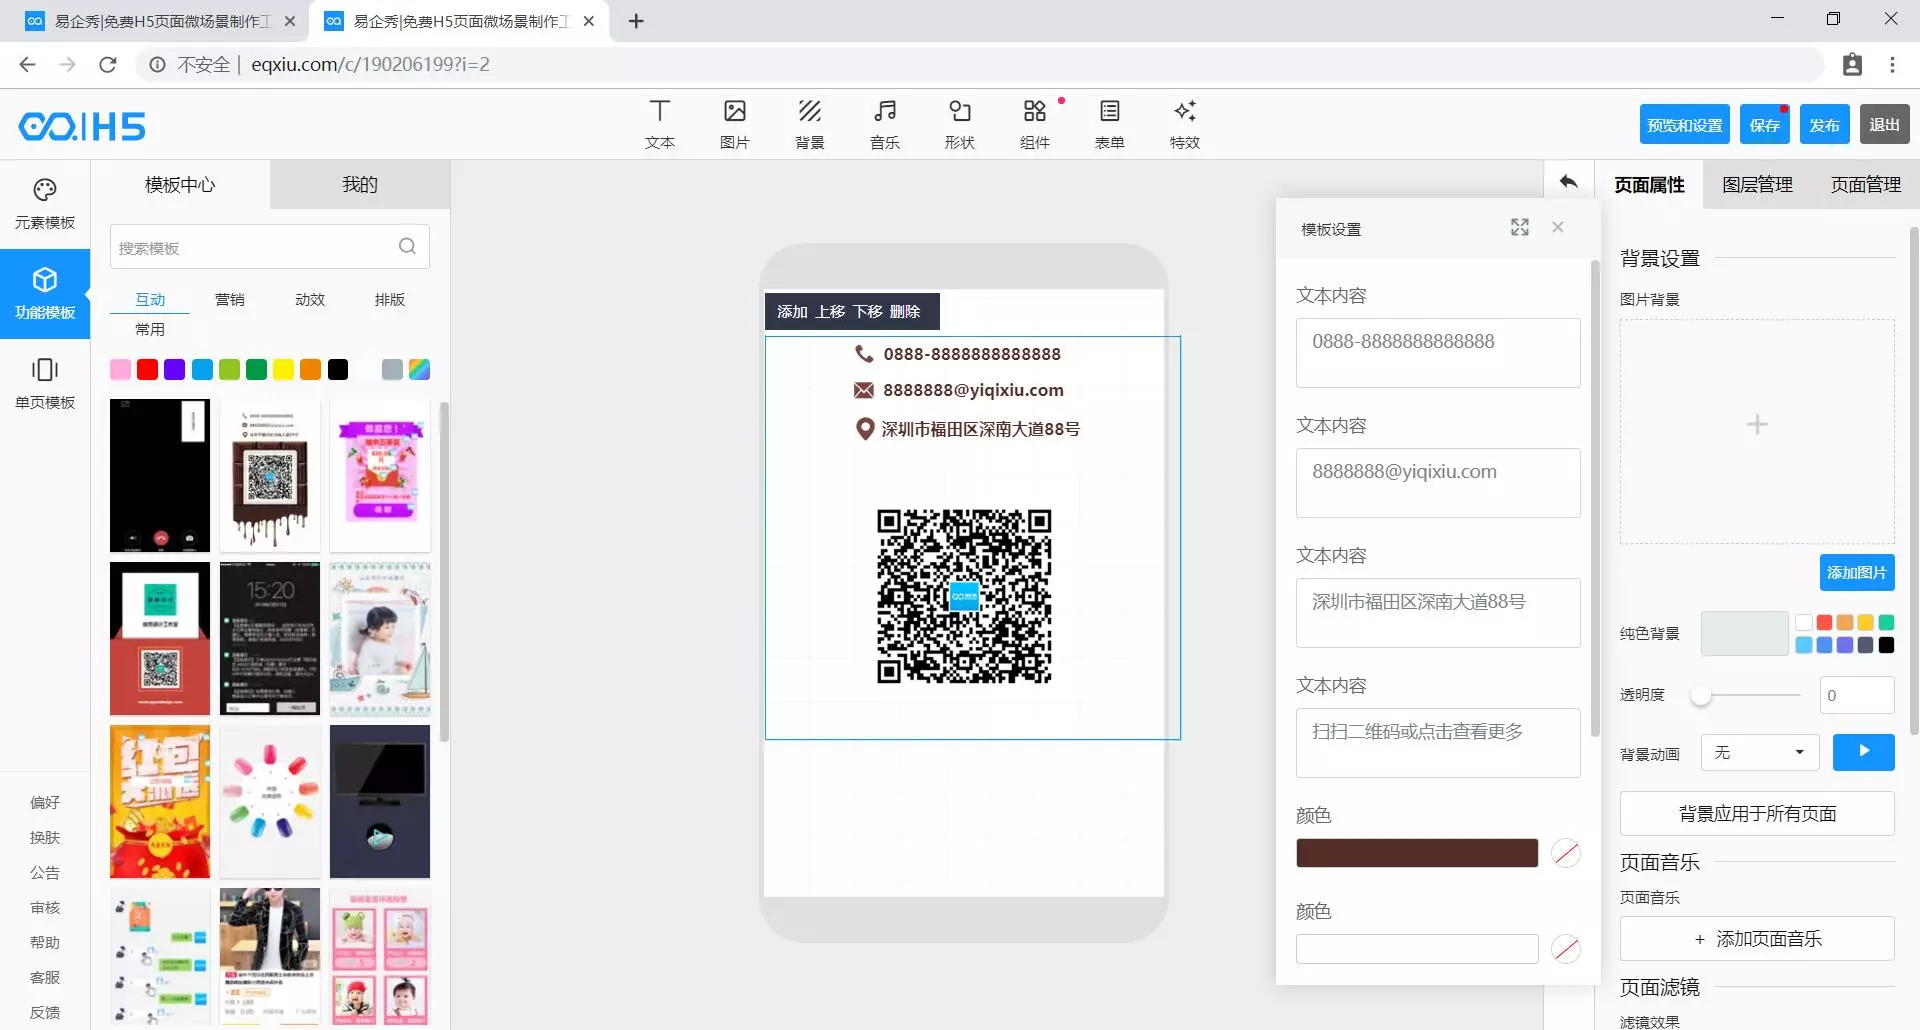 易企秀|免费H5页面微场景制作工
易企秀|免费H5页面微场景制作工
不安全 | eqxiu.com/c/190206199?i=2
H5
文本
图片
背景
音乐
形状
组件
表单
特效
预览和设置
保存
发布
退出
元素模板
功能模板
单页模板
偏好
换肤
公告
审核
帮助
客服
反馈
模板中心
我的
搜索模板
互动
营销
动效
排版
常用
15:20
添加 上移 下移 删除
0888-8888888888888
8888888@yiqixiu.com
深圳市福田区深南大道88号
模板设置
文本内容
0888-8888888888888
文本内容
8888888@yiqixiu.com
文本内容
深圳市福田区深南大道88号
文本内容
扫扫二维码或点击查看更多
颜色
颜色
页面属性
图层管理
页面管理
背景设置
图片背景
添加图片
纯色背景
透明度
0
背景动画
无
背景应用于所有页面
页面音乐
页面音乐
+ 添加页面音乐
页面滤镜
滤镜效果